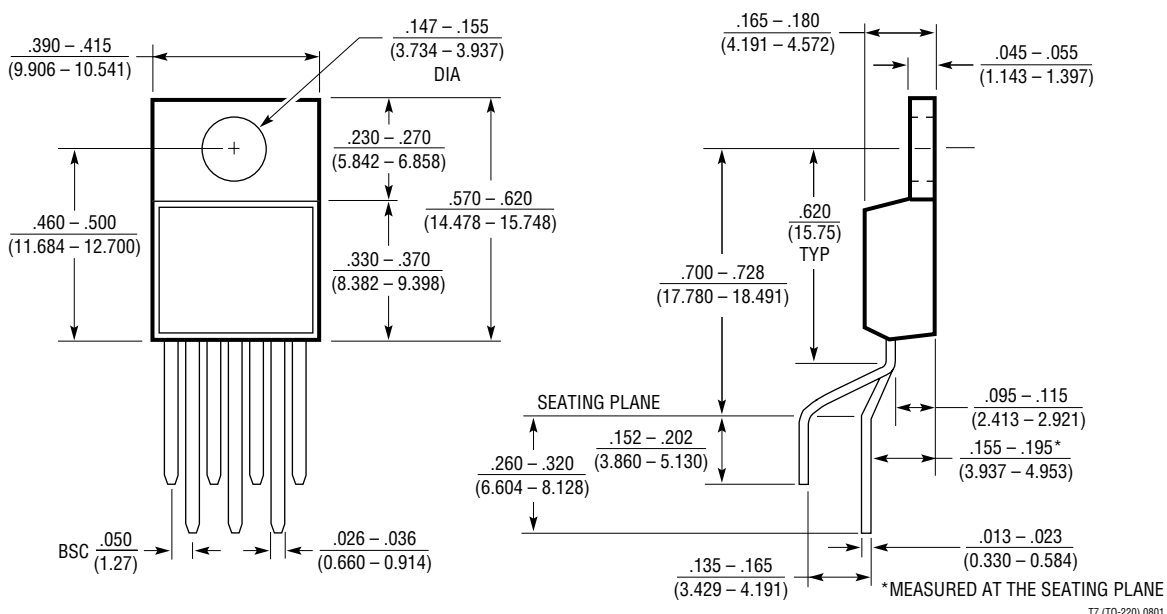 .390 – .415
(9.906 – 10.541)
.147 – .155
(3.734 – 3.937)
DIA
.230 – .270
(5.842 – 6.858)
.570 – .620
(14.478 – 15.748)
.460 – .500
(11.684 – 12.700)
.330 – .370
(8.382 – 9.398)
BSC
.050
(1.27)
.026 – .036
(0.660 – 0.914)
.165 – .180
(4.191 – 4.572)
.045 – .055
(1.143 – 1.397)
.620
(15.75)
TYP
.700 – .728
(17.780 – 18.491)
SEATING PLANE
.152 – .202
(3.860 – 5.130)
.260 – .320
(6.604 – 8.128)
.095 – .115
(2.413 – 2.921)
.155 – .195*
(3.937 – 4.953)
.013 – .023
(0.330 – 0.584)
.135 – .165
(3.429 – 4.191)
*MEASURED AT THE SEATING PLANE
T7 (TO-220) 0801